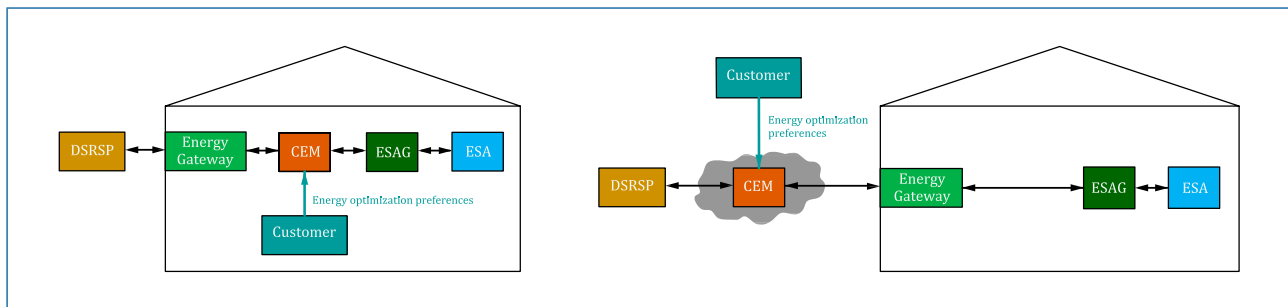 DSRSP
Energy
Gateway
CEM
ESAG
ESA
Energy optimization preferences
Customer
Customer
Energy optimization
preferences
DSRSP
CEM
Energy
Gateway
ESAG
ESA